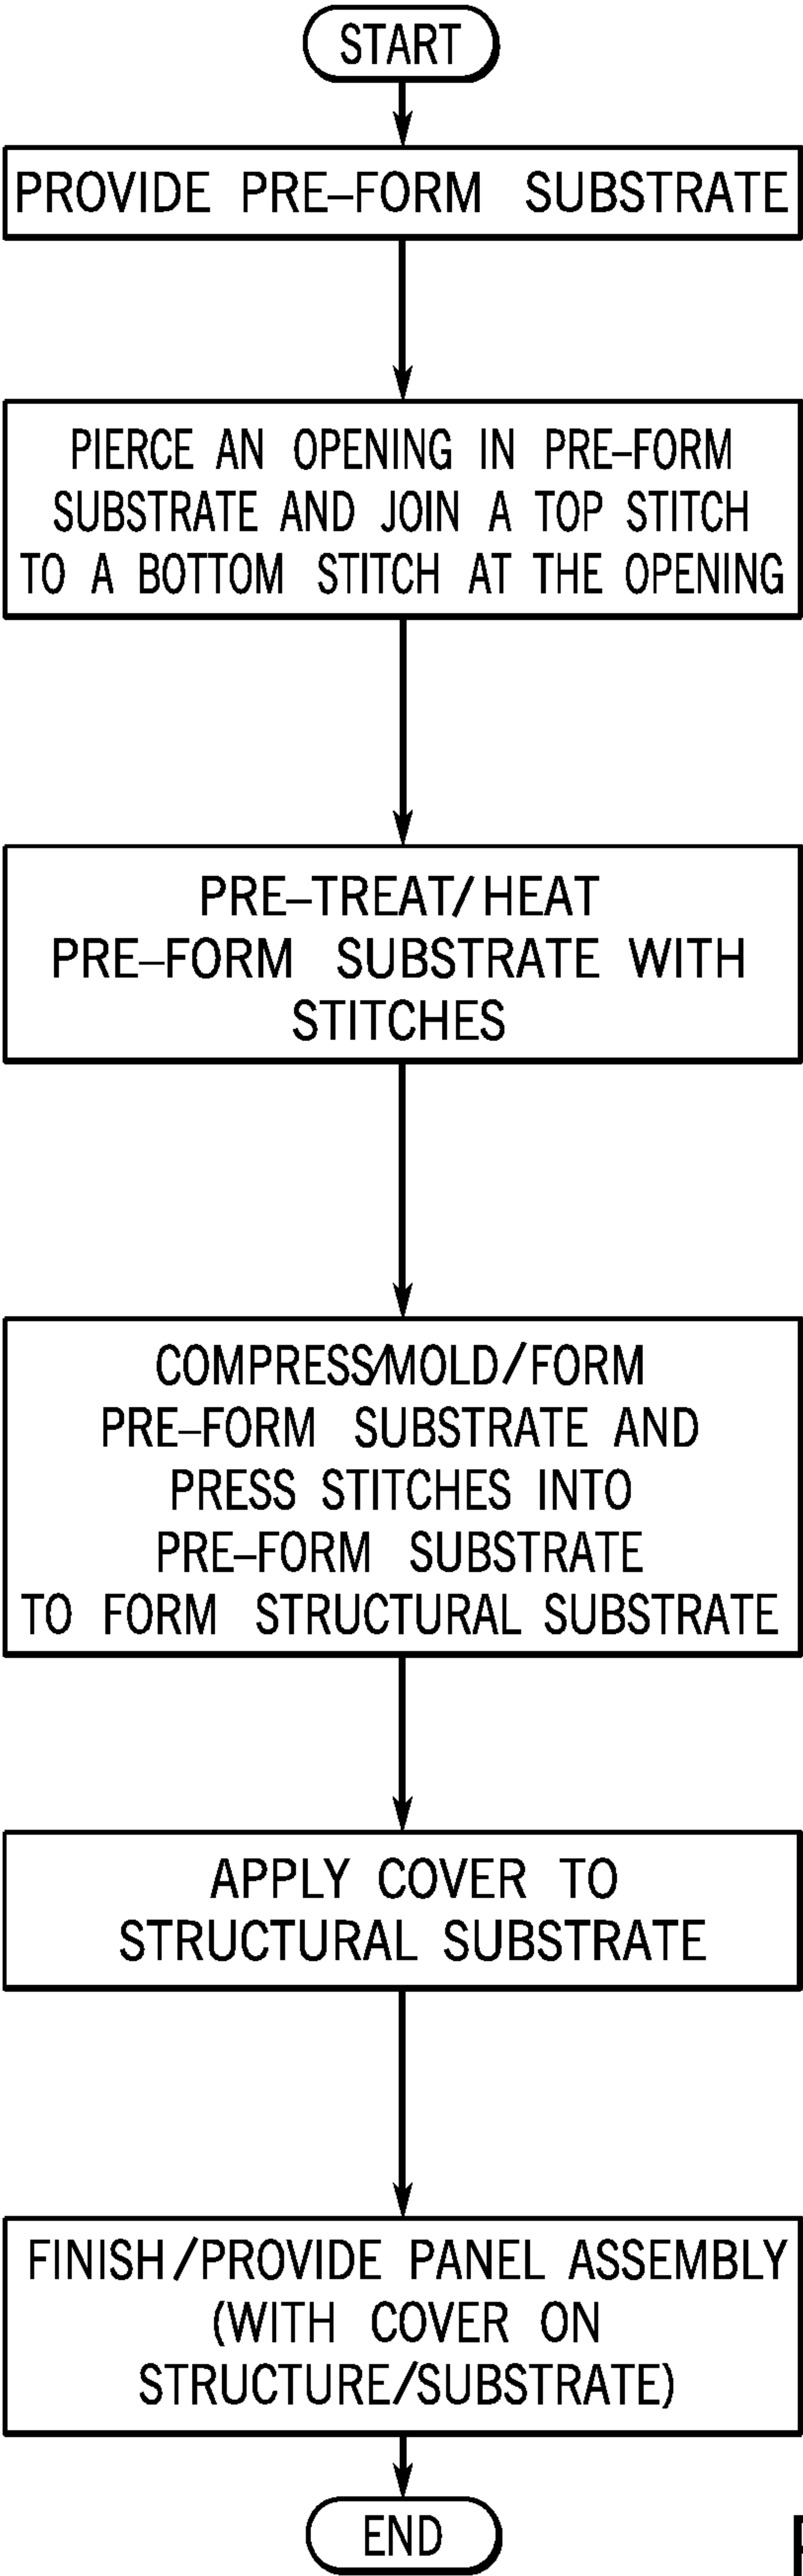 START
PROVIDE PRE–FORM SUBSTRATE
PIERCE AN OPENING IN PRE–FORM
SUBSTRATE AND JOIN A TOP STITCH
TO A BOTTOM STITCH AT THE OPENING
PRE–TREAT/HEAT
PRE–FORM SUBSTRATE WITH
STITCHES
COMPRESS/MOLD/FORM
PRE–FORM SUBSTRATE AND
PRESS STITCHES INTO
PRE–FORM SUBSTRATE
TO FORM STRUCTURAL SUBSTRATE
APPLY COVER TO
STRUCTURAL SUBSTRATE
FINISH/PROVIDE PANEL ASSEMBLY
(WITH COVER ON
STRUCTURE/SUBSTRATE)
END